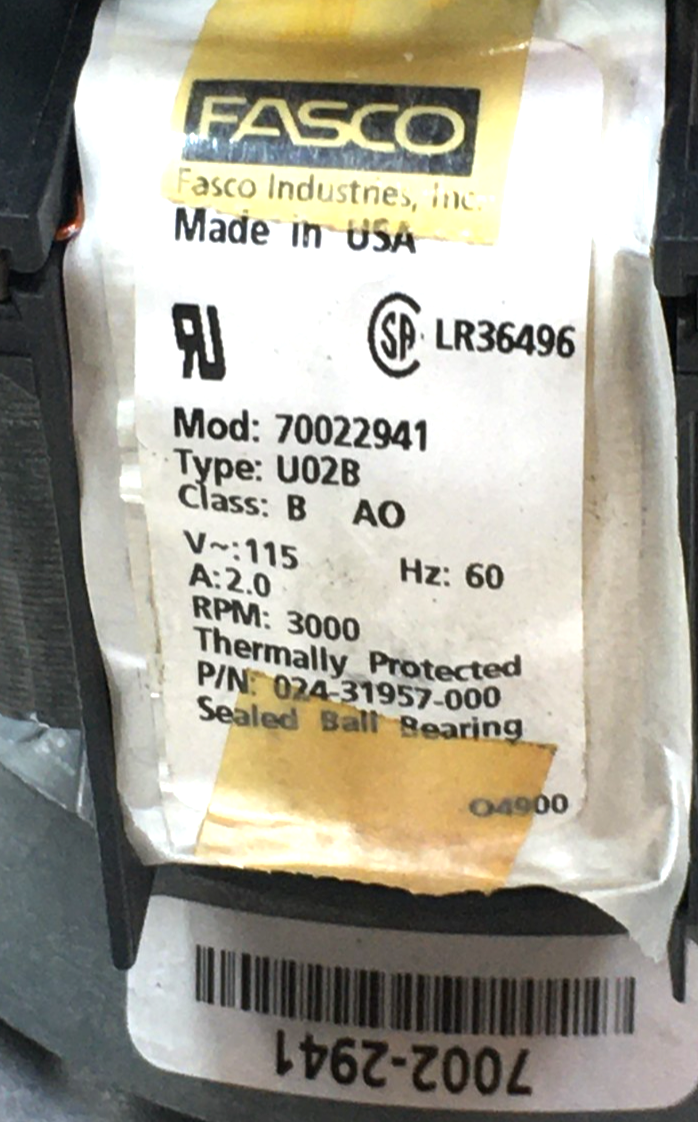 FASCO
Fasco Industries, Inc.
Made in USA
LR36496
Mod: 70022941
Type: U02B
Class: B AO
V~:115 Hz: 60
A:2.0
RPM: 3000
Thermally Protected
P/N: 024-31957-000
Sealed Ball Bearing
O4900
7002-2941